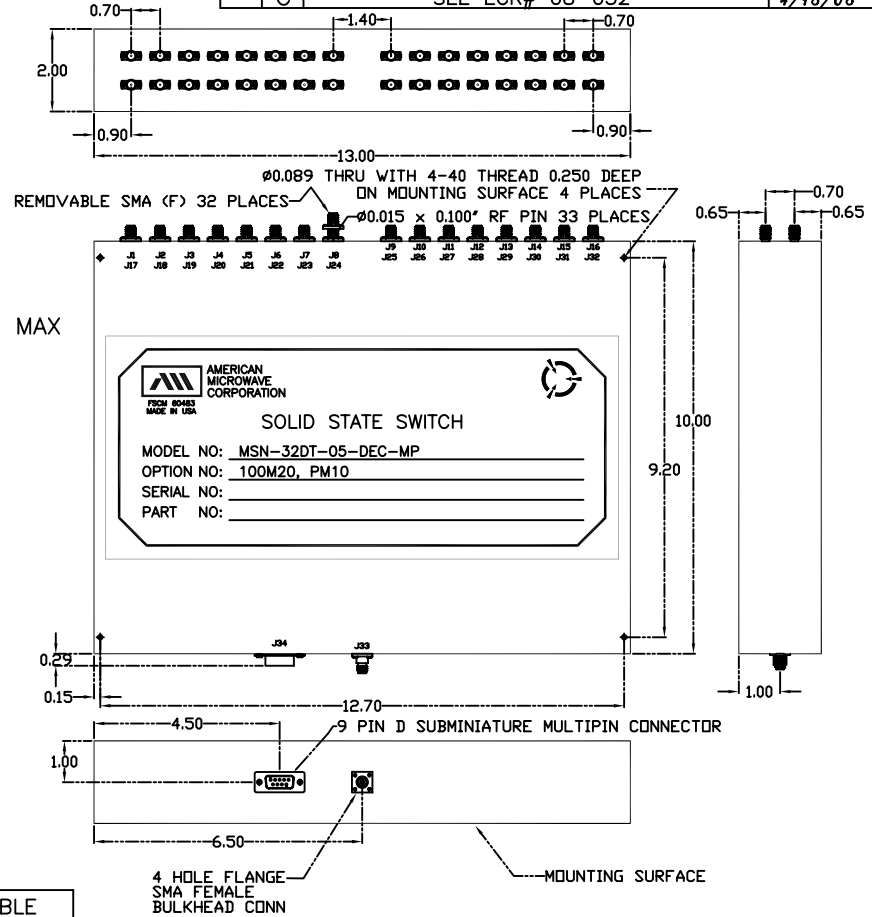 C SEE ECR# 08-092 4/16/08
0.70 1.40 0.70
2.00
0.90 0.90
13.00
Ø0.089 THRU WITH 4-40 THREAD 0.250 DEEP
ON MOUNTING SURFACE 4 PLACES
REMOVABLE SMA (F) 32 PLACES
Ø0.015 x 0.100" RF PIN 33 PLACES
0.70
0.65 0.65
J1 J2 J3 J4 J5 J6 J7 J8 J9 J10 J11 J12 J13 J14 J15 J16
J17 J18 J19 J20 J21 J22 J23 J24 J25 J26 J27 J28 J29 J30 J31 J32
MAX
AMERICAN
MICROWAVE
CORPORATION
FSCM 60483
MADE IN USA
SOLID STATE SWITCH
MODEL NO: MSN-32DT-05-DEC-MP
OPTION NO: 100M20, PM10
SERIAL NO:
PART NO:
10.00
9.20
J34 J33
0.29
0.15
12.70
1.00
4.50
9 PIN D SUBMINIATURE MULTIPIN CONNECTOR
1.00
6.50
4 HOLE FLANGE
SMA FEMALE
BULKHEAD CONN
MOUNTING SURFACE
BLE